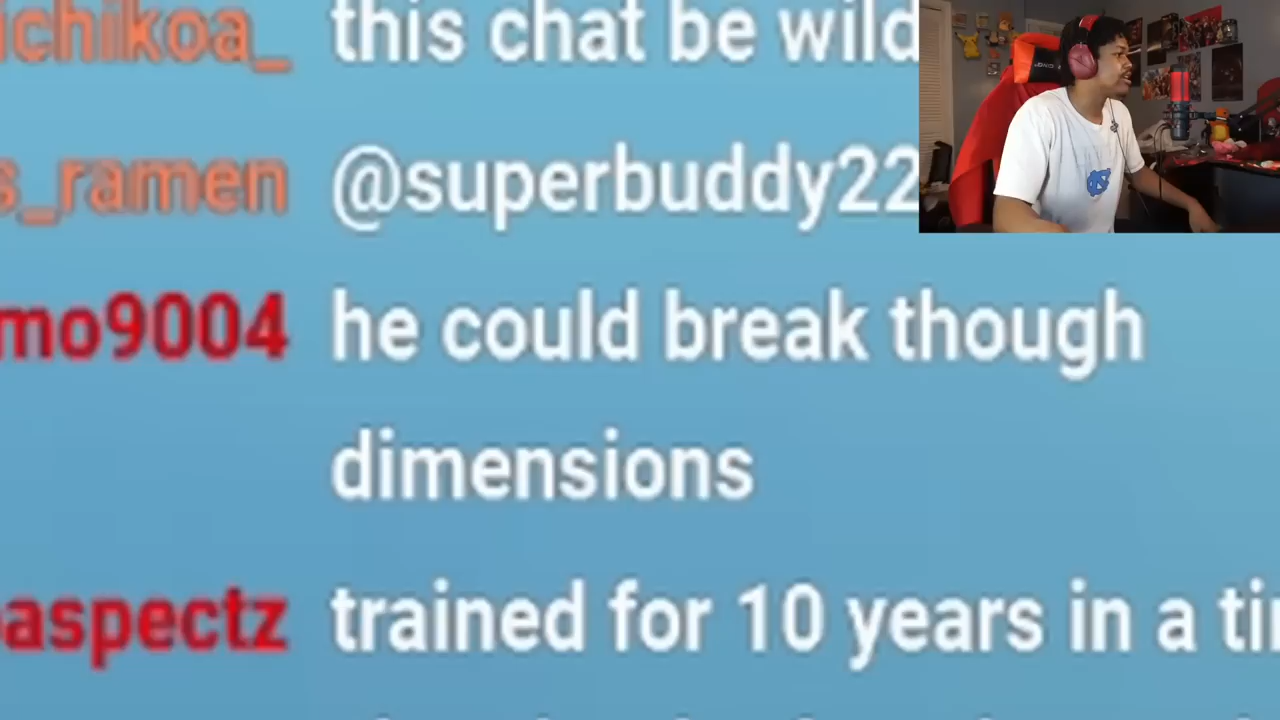 ichikoa_ this chat be wild
s_ramen @superbuddy22
mo9004 he could break though
dimensions
aspectz trained for 10 years in a